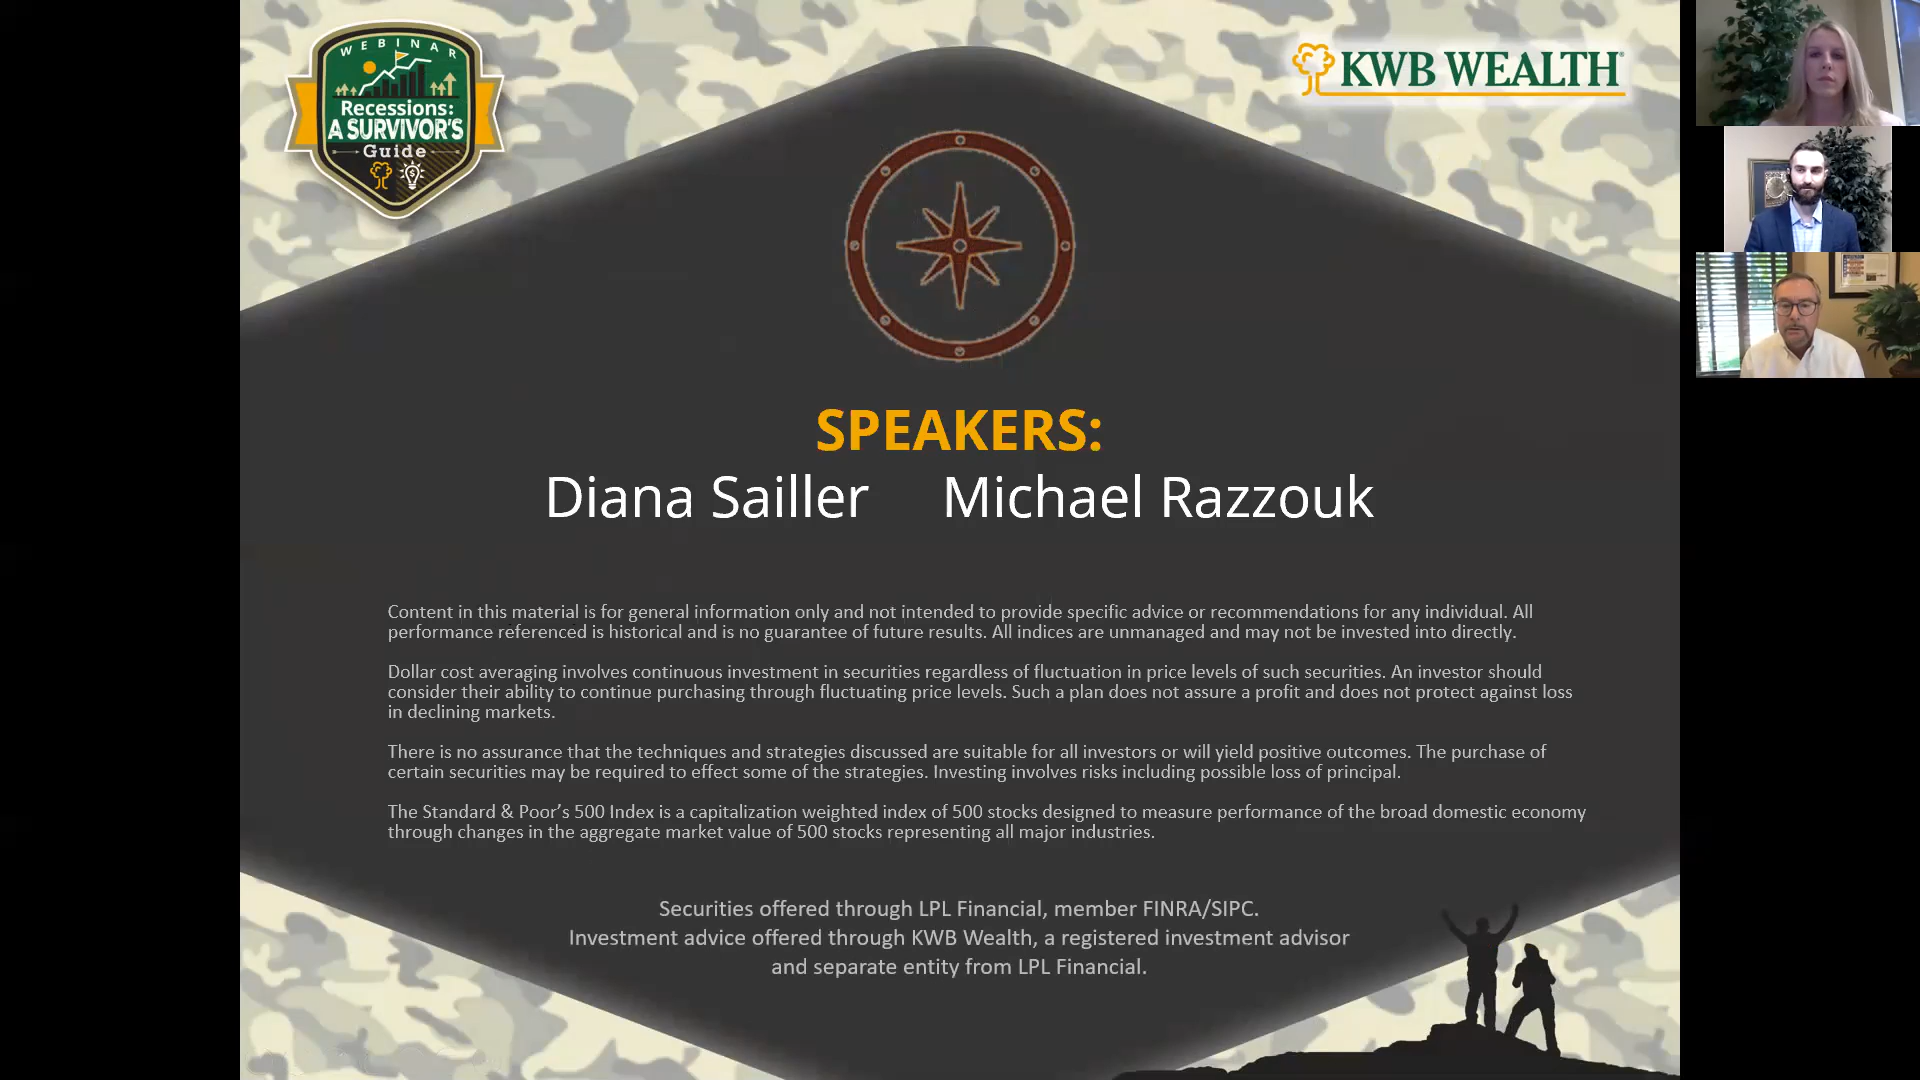 WEBINAR
Recessions:
A SURVIVOR'S
Guide
KWB WEALTH®
SPEAKERS:
Diana Sailler Michael Razzouk
Content in this material is for general information only and not intended to provide specific advice or recommendations for any individual. All
performance referenced is historical and is no guarantee of future results. All indices are unmanaged and may not be invested into directly.
Dollar cost averaging involves continuous investment in securities regardless of fluctuation in price levels of such securities. An investor should
consider their ability to continue purchasing through fluctuating price levels. Such a plan does not assure a profit and does not protect against loss
in declining markets.
There is no assurance that the techniques and strategies discussed are suitable for all investors or will yield positive outcomes. The purchase of
certain securities may be required to effect some of the strategies. Investing involves risks including possible loss of principal.
The Standard & Poor’s 500 Index is a capitalization weighted index of 500 stocks designed to measure performance of the broad domestic economy
through changes in the aggregate market value of 500 stocks representing all major industries.
Securities offered through LPL Financial, member FINRA/SIPC.
Investment advice offered through KWB Wealth, a registered investment advisor
and separate entity from LPL Financial.